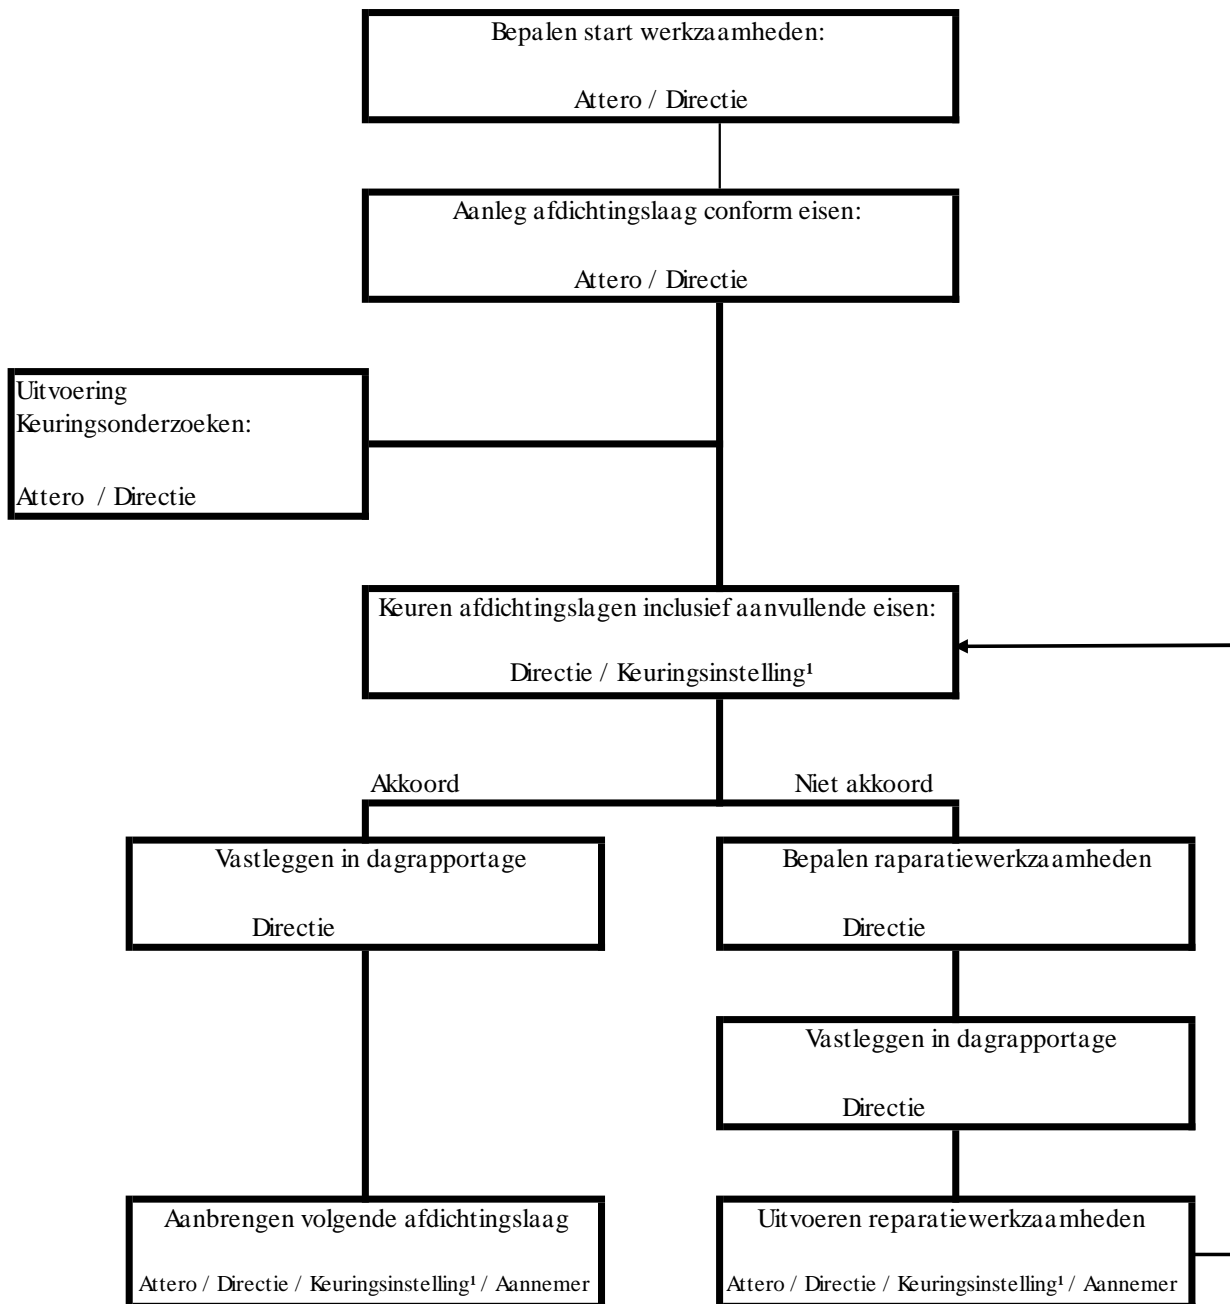 Bepalen start werkzaamheden:
Attero / Directie
Aanleg afdichtingslaag conform eisen:
Attero / Directie
Uitvoering
Keuringsonderzoeken:
Attero / Directie
Keuren afdichtingslagen inclusief aanvullende eisen:
Directie / Keuringsinstelling¹
Akkoord
Niet akkoord
Vastleggen in dagrapportage
Directie
Bepalen raparatiewerkzaamheden
Directie
Vastleggen in dagrapportage
Directie
Aanbrengen volgende afdichtingslaag
Attero / Directie / Keuringsinstelling¹ / Aannemer
Uitvoeren reparatiewerkzaamheden
Attero / Directie / Keuringsinstelling¹ / Aannemer